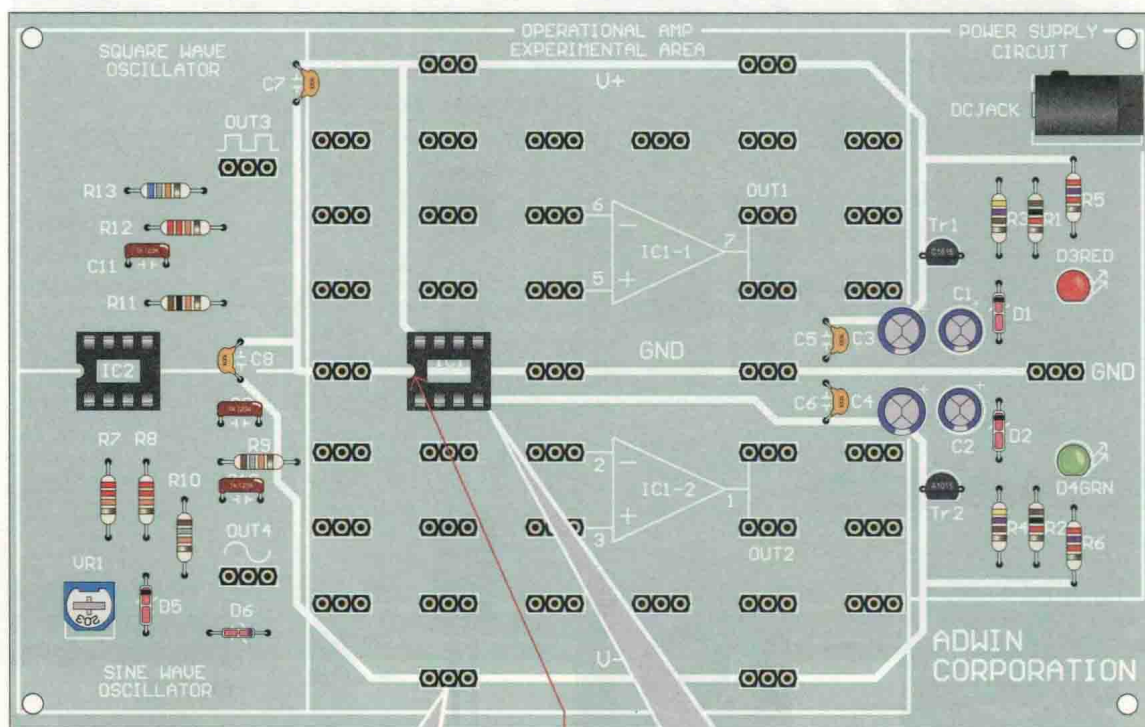 SQUARE WAVE
OSCILLATOR
OPERATIONAL AMP
EXPERIMENTAL AREA
POWER SUPPLY
CIRCUIT
C7
V+
DCJACK
OUT3
R13
R12
C11
R11
OUT1
6
7
IC1-1
5
Tr1
C1815
R3
R1
R5
D3RED
C1
D1
C5
C3
IC2
C8
GND
GND
C6
C4
C2
D2
R7
R8
R9
R10
2
IC1-2
1
3
OUT2
A1015
Tr2
D4GRN
R4
R2
R6
OUT4
VR1
203
D5
D6
V-
SINE WAVE
OSCILLATOR
ADWIN
CORPORATION